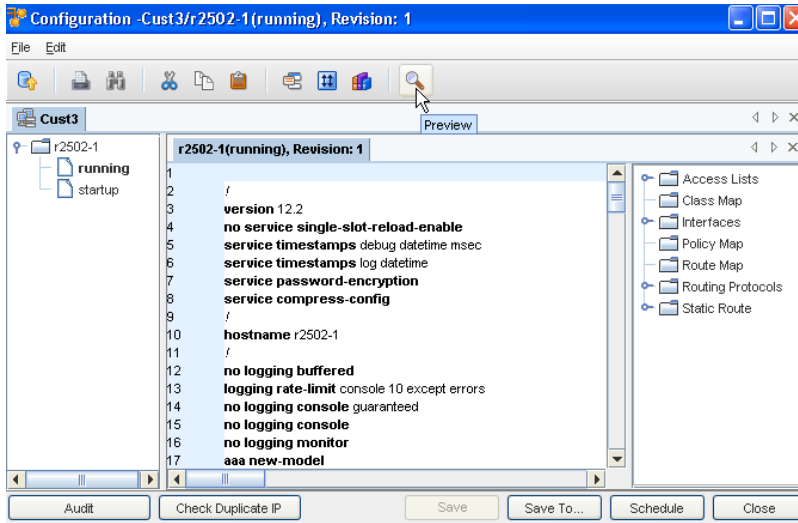 Configuration -Cust3/r2502-1(running), Revision: 1
File Edit
Preview
Cust3
r2502-1
running
startup
r2502-1(running), Revision: 1
1
2 !
3 version 12.2
4 no service single-slot-reload-enable
5 service timestamps debug datetime msec
6 service timestamps log datetime
7 service password-encryption
8 service compress-config
9 !
10 hostname r2502-1
11 !
12 no logging buffered
13 logging rate-limit console 10 except errors
14 no logging console guaranteed
15 no logging console
16 no logging monitor
17 aaa new-model
Access Lists
Class Map
Interfaces
Policy Map
Route Map
Routing Protocols
Static Route
Audit Check Duplicate IP Save Save To... Schedule Close